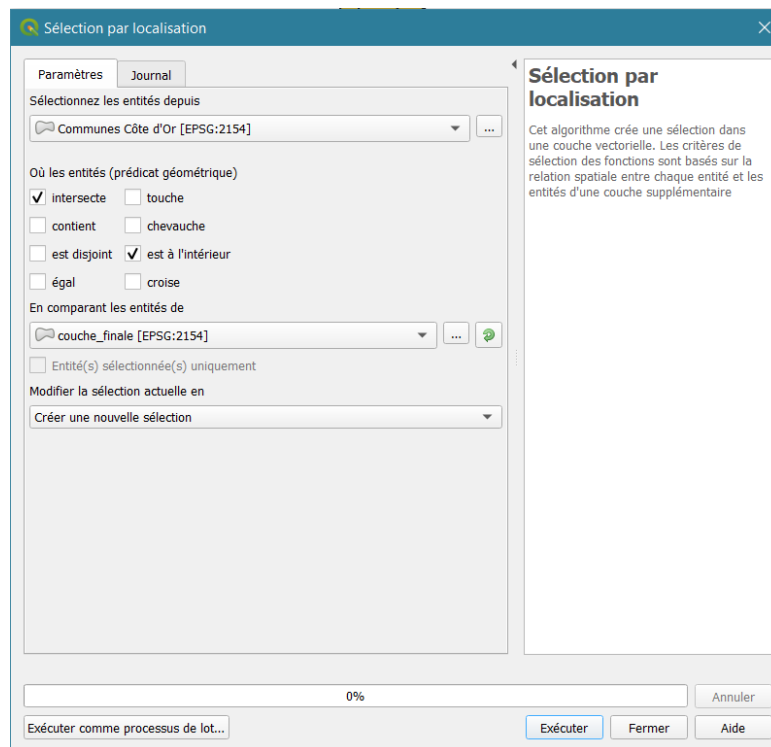 Sélection par localisation
Paramètres
Journal
Sélectionnez les entités depuis
Communes Côte d'Or [EPSG:2154]
...
Où les entités (prédicat géométrique)
intersecte
touche
contient
chevauche
est disjoint
est à l'intérieur
égal
croise
En comparant les entités de
couche_finale [EPSG:2154]
...
Entité(s) sélectionnée(s) uniquement
Modifier la sélection actuelle en
Créer une nouvelle sélection
Sélection par
localisation
Cet algorithme crée une sélection dans
une couche vectorielle. Les critères de
sélection des fonctions sont basés sur la
relation spatiale entre chaque entité et les
entités d'une couche supplémentaire
0%
Annuler
Exécuter comme processus de lot...
Exécuter
Fermer
Aide